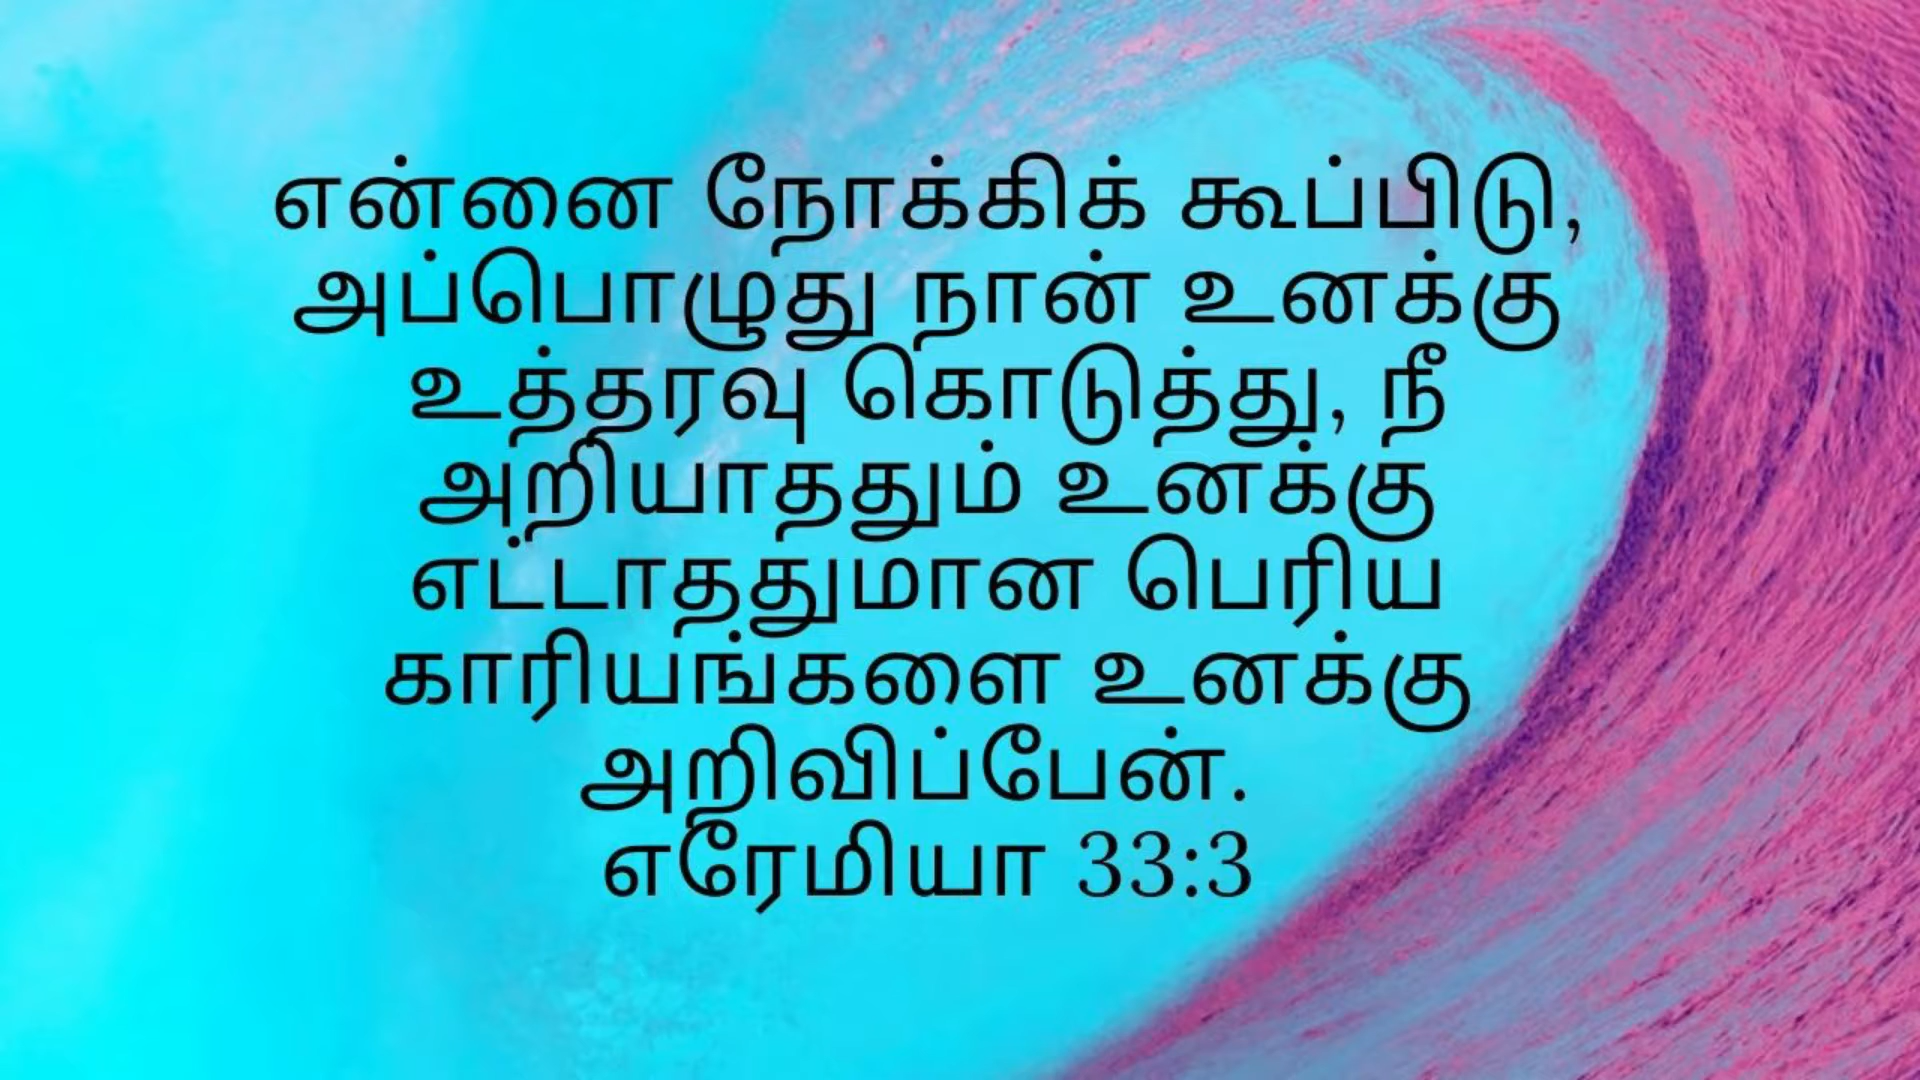 என்னை நோக்கிக் கூப்பிடு,
அப்பொழுது நான் உனக்கு
உத்தரவு கொடுத்து, நீ
அறியாததும் உனக்கு
எட்டாததுமான பெரிய
காரியங்களை உனக்கு
அறிவிப்பேன்.
எரேமியா 33:3